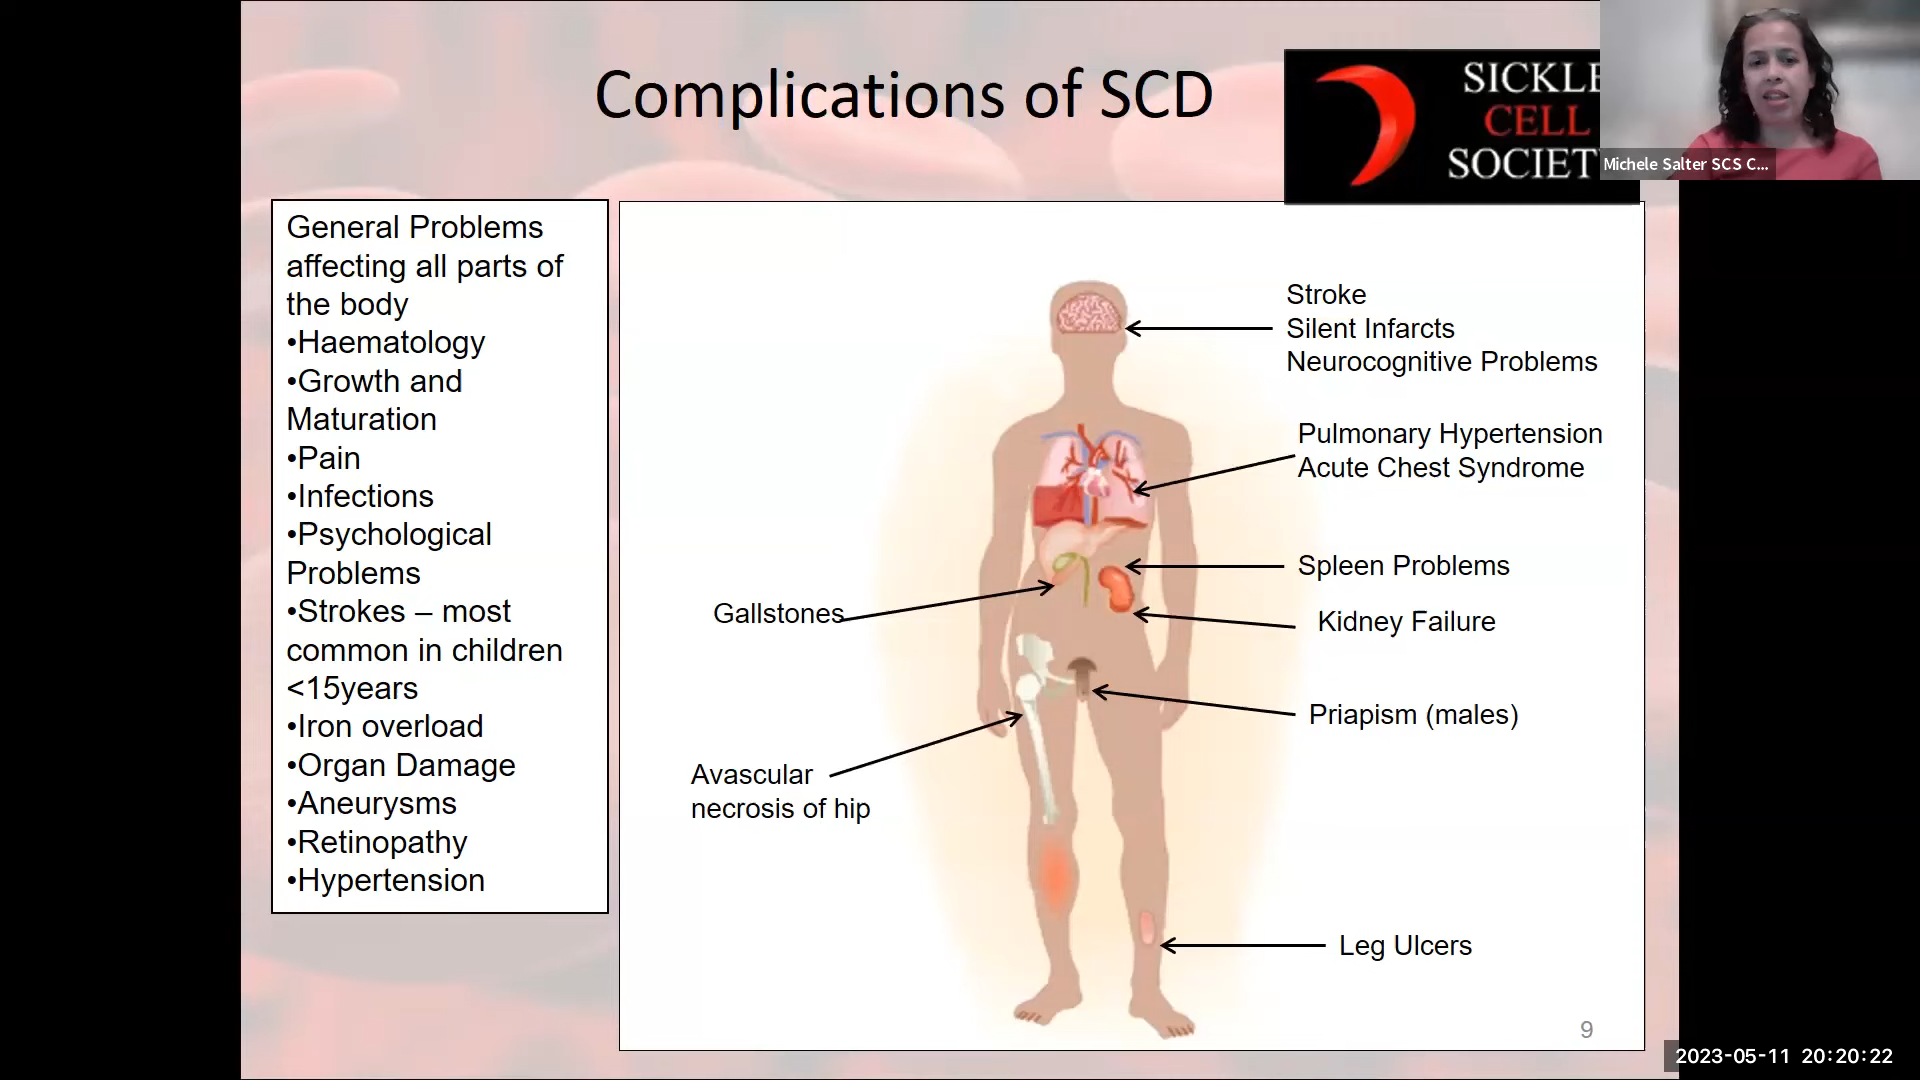 Complications of SCD
SICKLE
CELL
SOCIET
Michele Salter SCS C...
General Problems
affecting all parts of
the body
•Haematology
•Growth and
Maturation
•Pain
•Infections
•Psychological
Problems
•Strokes – most
common in children
<15years
•Iron overload
•Organ Damage
•Aneurysms
•Retinopathy
•Hypertension
Stroke
Silent Infarcts
Neurocognitive Problems
Pulmonary Hypertension
Acute Chest Syndrome
Spleen Problems
Gallstones
Kidney Failure
Priapism (males)
Avascular
necrosis of hip
Leg Ulcers
9
2023-05-11 20:20:22